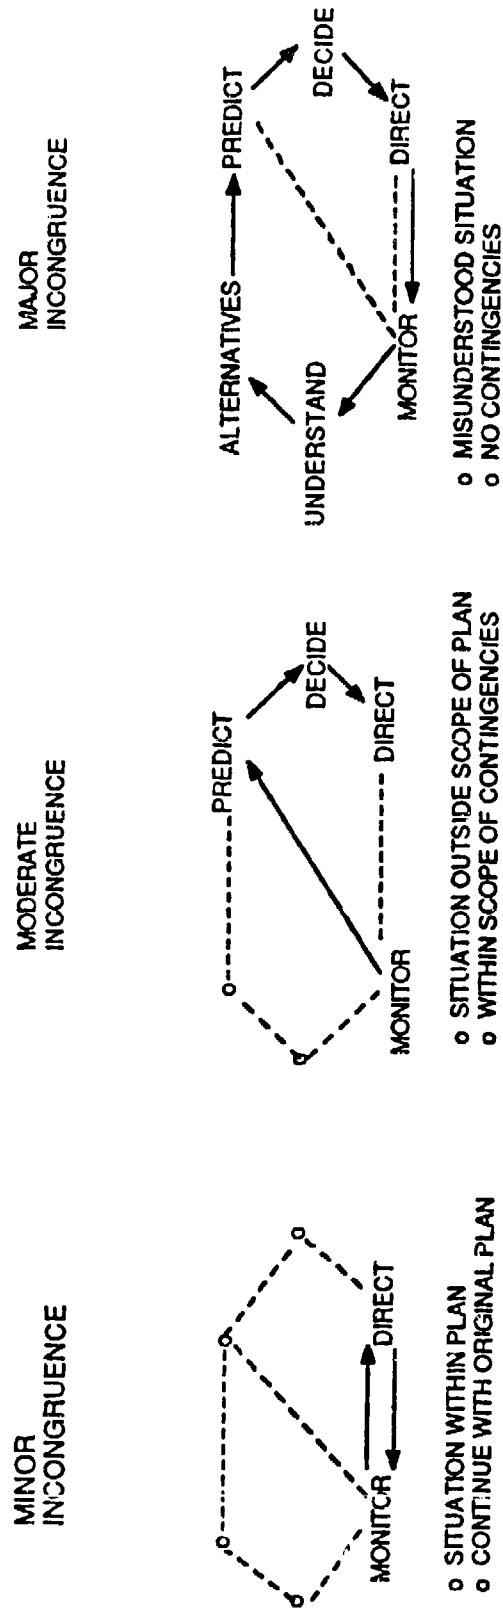 MINOR
INCONGRUENCE
MONITOR
DIRECT
o SITUATION WITHIN PLAN
o CONTINUE WITH ORIGINAL PLAN
MODERATE
INCONGRUENCE
PREDICT
DECIDE
MONITOR
DIRECT
o SITUATION OUTSIDE SCOPE OF PLAN
o WITHIN SCOPE OF CONTINGENCIES
MAJOR
INCONGRUENCE
ALTERNATIVES
PREDICT
UNDERSTAND
DECIDE
MONITOR
DIRECT
o MISUNDERSTOOD SITUATION
o NO CONTINGENCIES